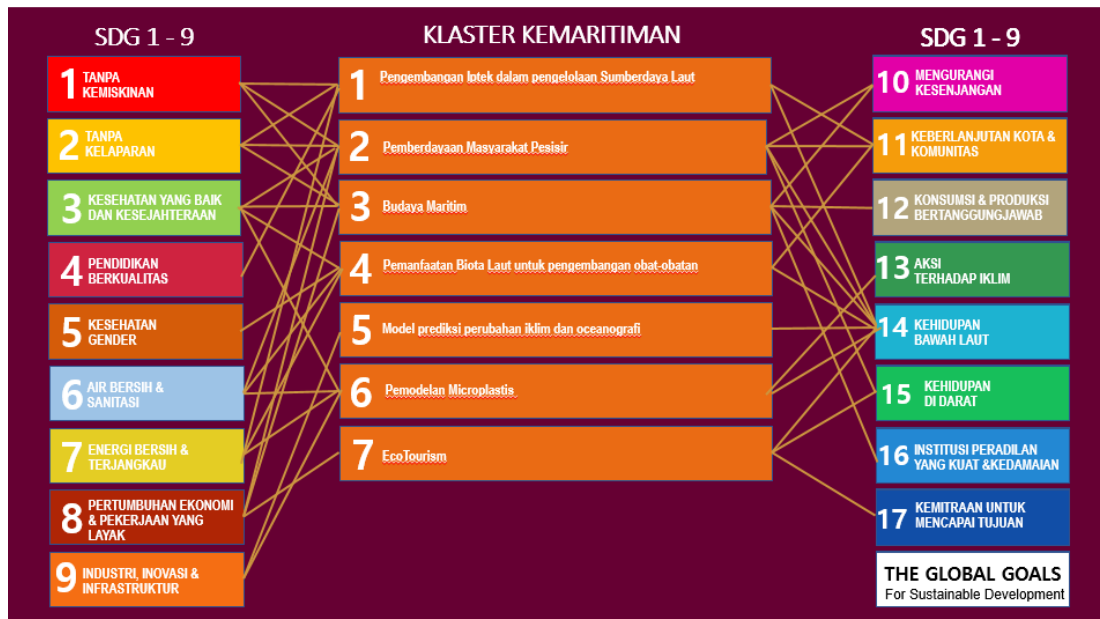 SDG 1 - 9
1 TANPA
KEMISKINAN
2 TANPA
KELAPARAN
3 KESEHATAN YANG BAIK
DAN KESEJAHTERAAN
4 PENDIDIKAN
BERKUALITAS
5 KESEHATAN
GENDER
6 AIR BERSIH &
SANITASI
7 ENERGI BERSIH &
TERJANGKAU
8 PERTUMBUHAN EKONOMI
& PEKERJAAN YANG
LAYAK
9 INDUSTRI, INOVASI &
INFRASTRUKTUR
KLASTER KEMARITIMAN
1 Pengembangan Iptek dalam pengelolaan Sumberdaya Laut
2 Pemberdayaan Masyarakat Pesisir
3 Budaya Maritim
4 Pemanfaatan Biota Laut untuk pengembangan obat-obatan
5 Model prediksi perubahan iklim dan oceanografi
6 Pemodelan Microplastis
7 EcoTourism
SDG 1 - 9
10 MENGURANGI
KESENJANGAN
11 KEBERLANJUTAN KOTA &
KOMUNITAS
12 KONSUMSI & PRODUKSI
BERTANGGUNGJAWAB
13 AKSI
TERHADAP IKLIM
14 KEHIDUPAN
BAWAH LAUT
15 KEHIDUPAN
DI DARAT
16 INSTITUSI PERADILAN
YANG KUAT &KEDAMAIAN
17 KEMITRAAN UNTUK
MENCAPAI TUJUAN
THE GLOBAL GOALS
For Sustainable Development